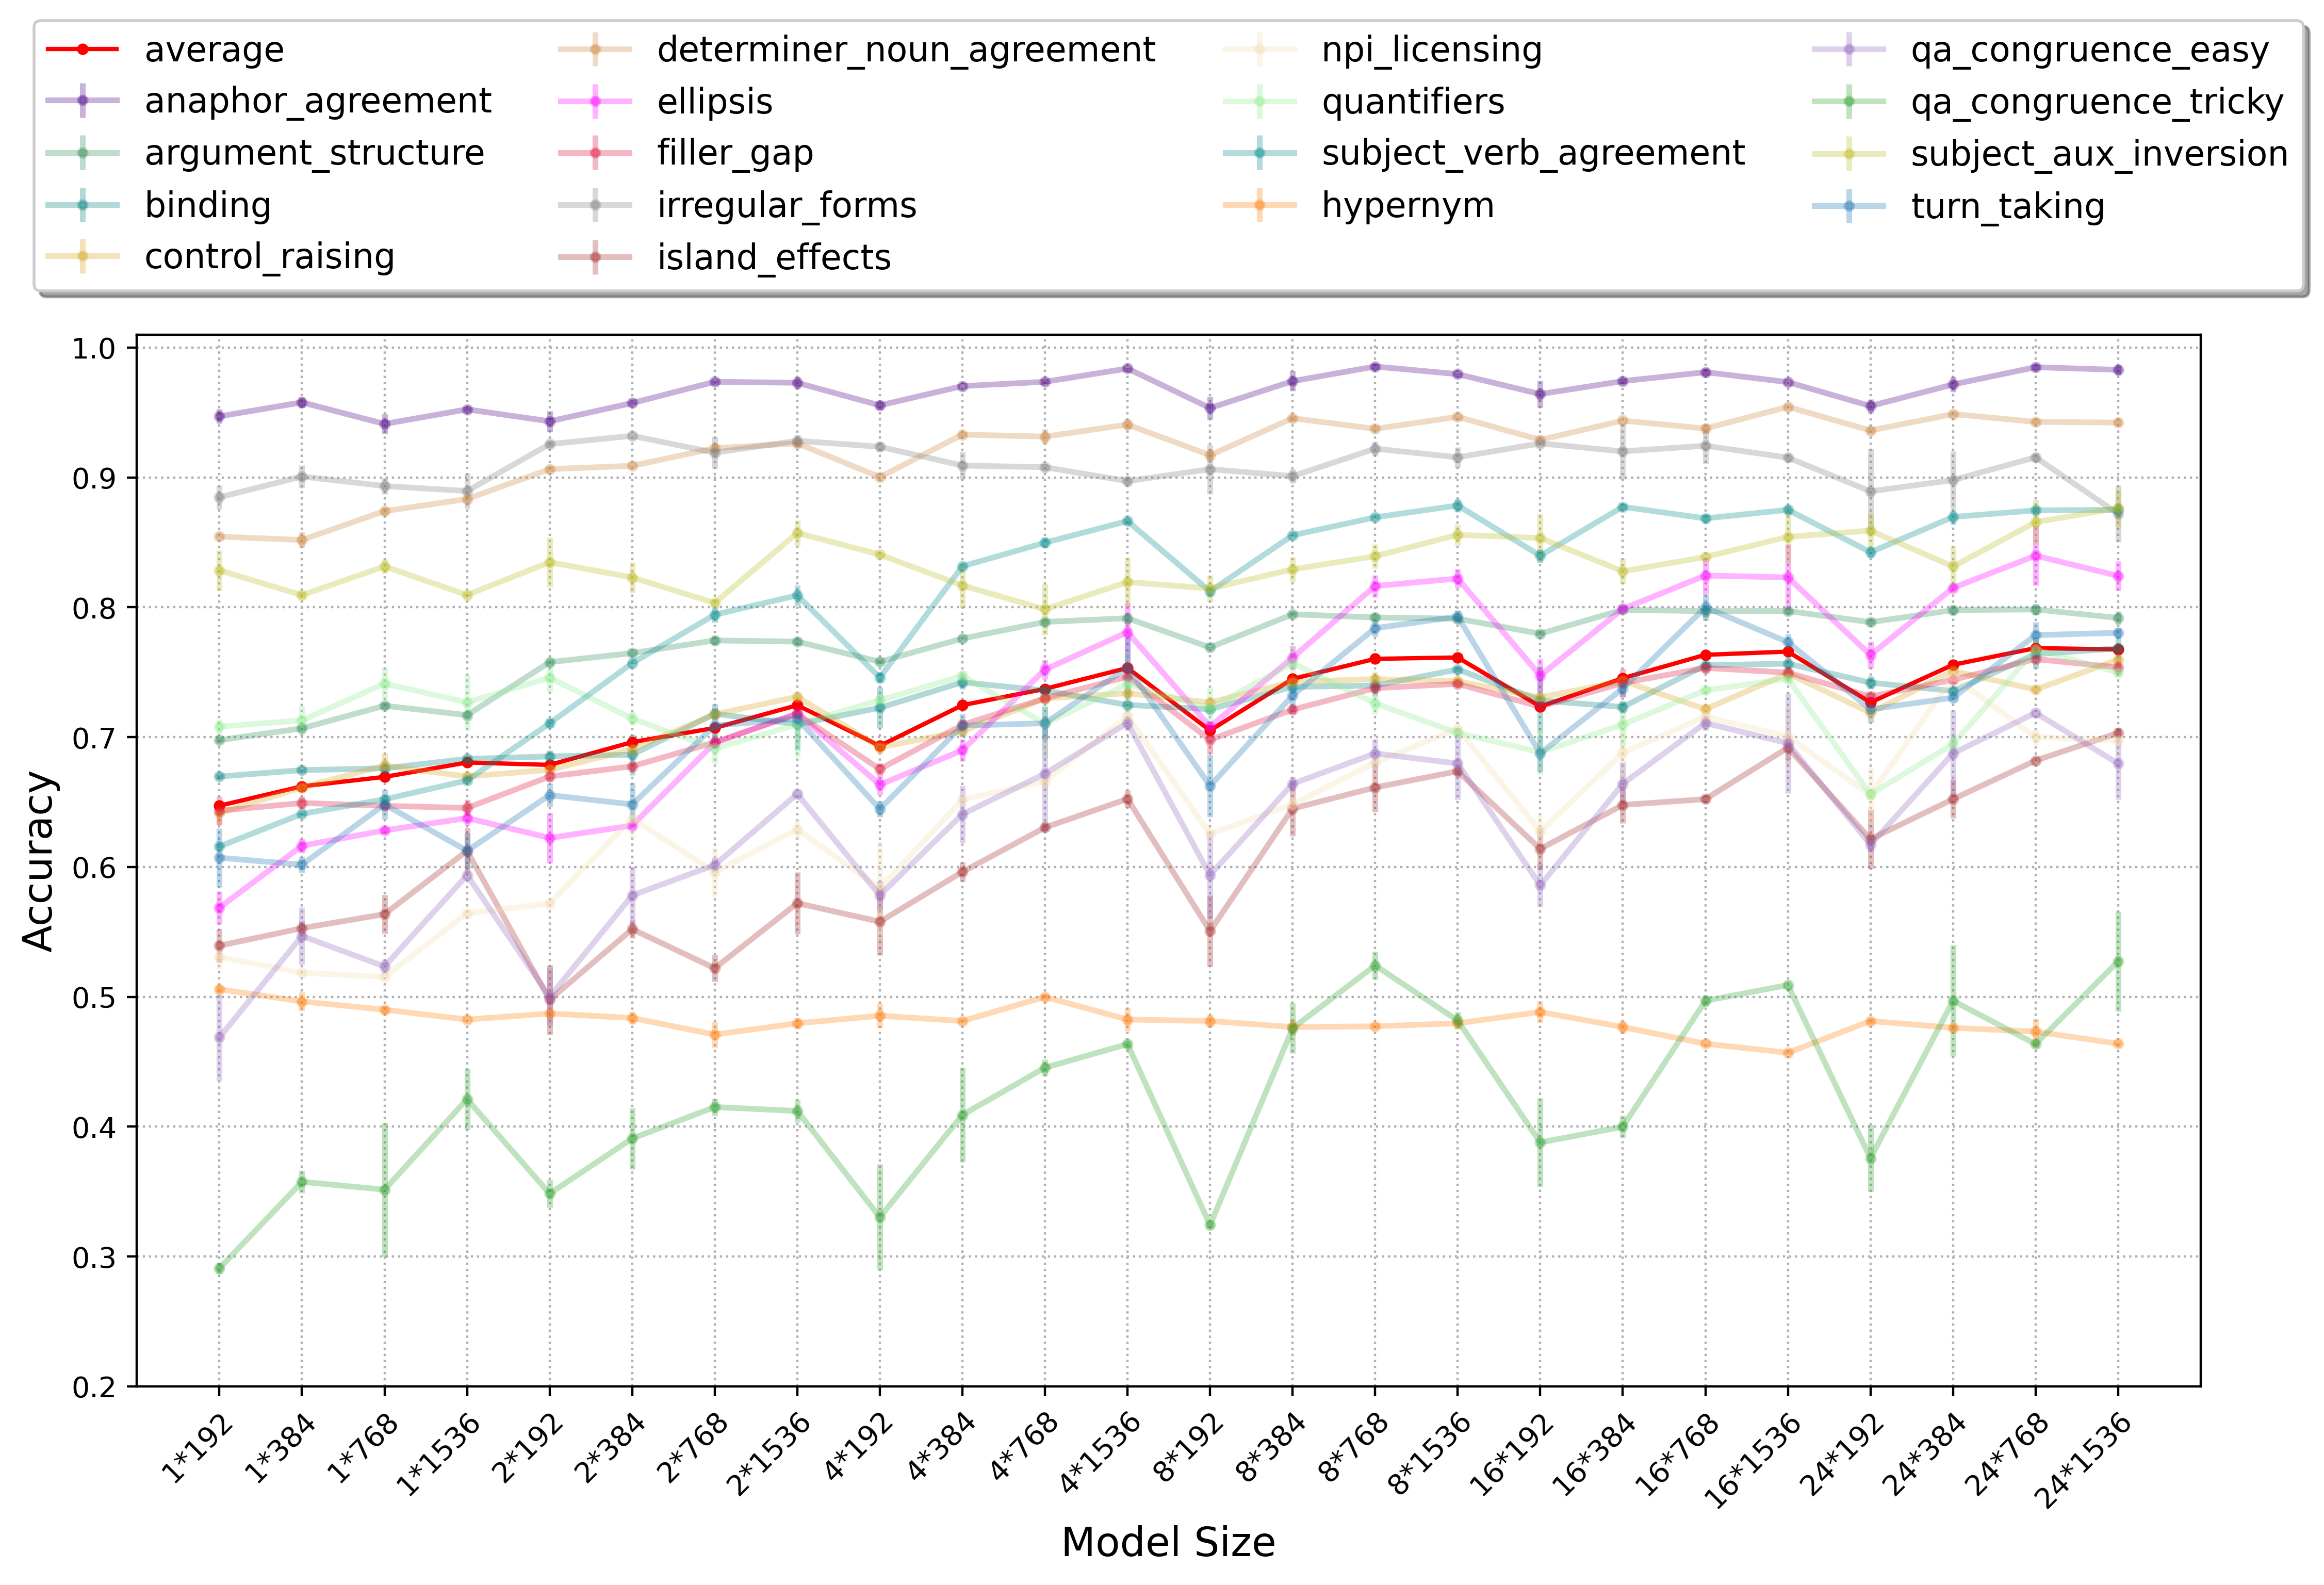 average
anaphor_agreement
argument_structure
binding
control_raising
determiner_noun_agreement
ellipsis
filler_gap
irregular_forms
island_effects
npi_licensing
quantifiers
subject_verb_agreement
hypernym
qa_congruence_easy
qa_congruence_tricky
subject_aux_inversion
turn_taking
Accuracy
1.0
0.9
0.8
0.7
0.6
0.5
0.4
0.3
0.2
1*192
1*384
1*768
1*1536
2*192
2*384
2*768
2*1536
4*192
4*384
4*768
4*1536
8*192
8*384
8*768
8*1536
16*192
16*384
16*768
16*1536
24*192
24*384
24*768
24*1536
Model Size